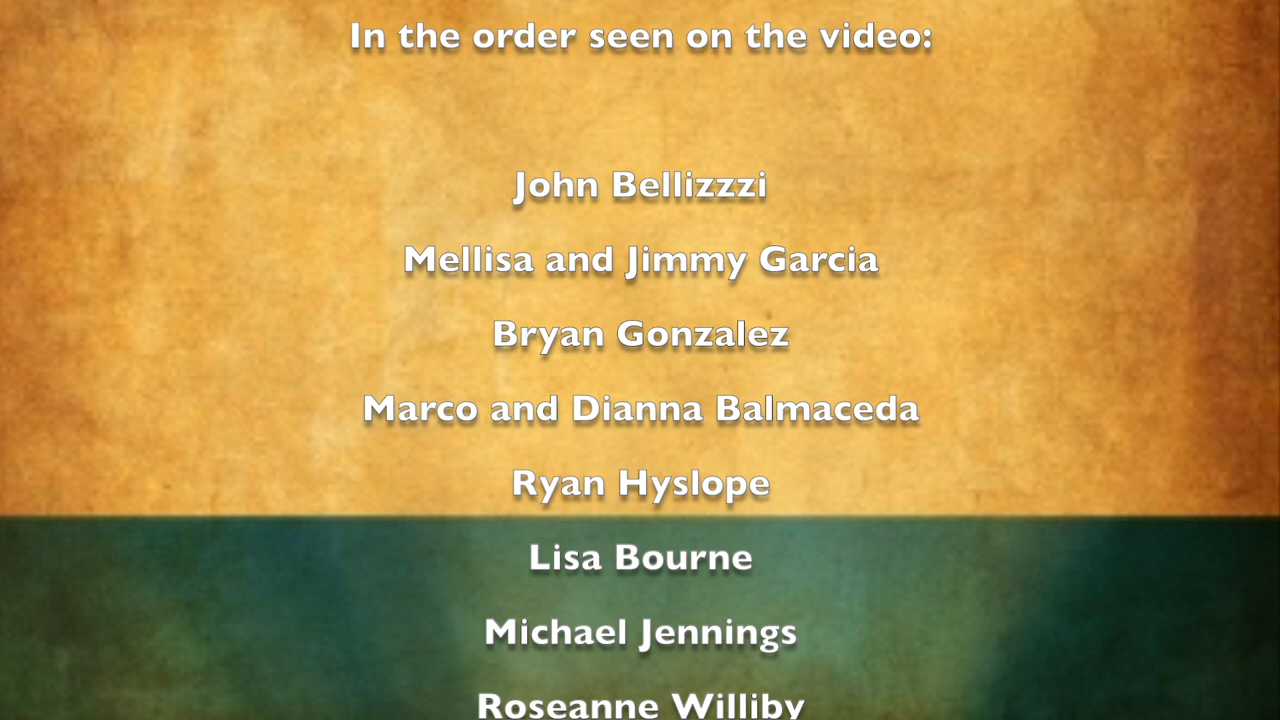 In the order seen on the video:
John Bellizzzi
Mellisa and Jimmy Garcia
Bryan Gonzalez
Marco and Dianna Balmaceda
Ryan Hyslope
Lisa Bourne
Michael Jennings
Roseanne Williby